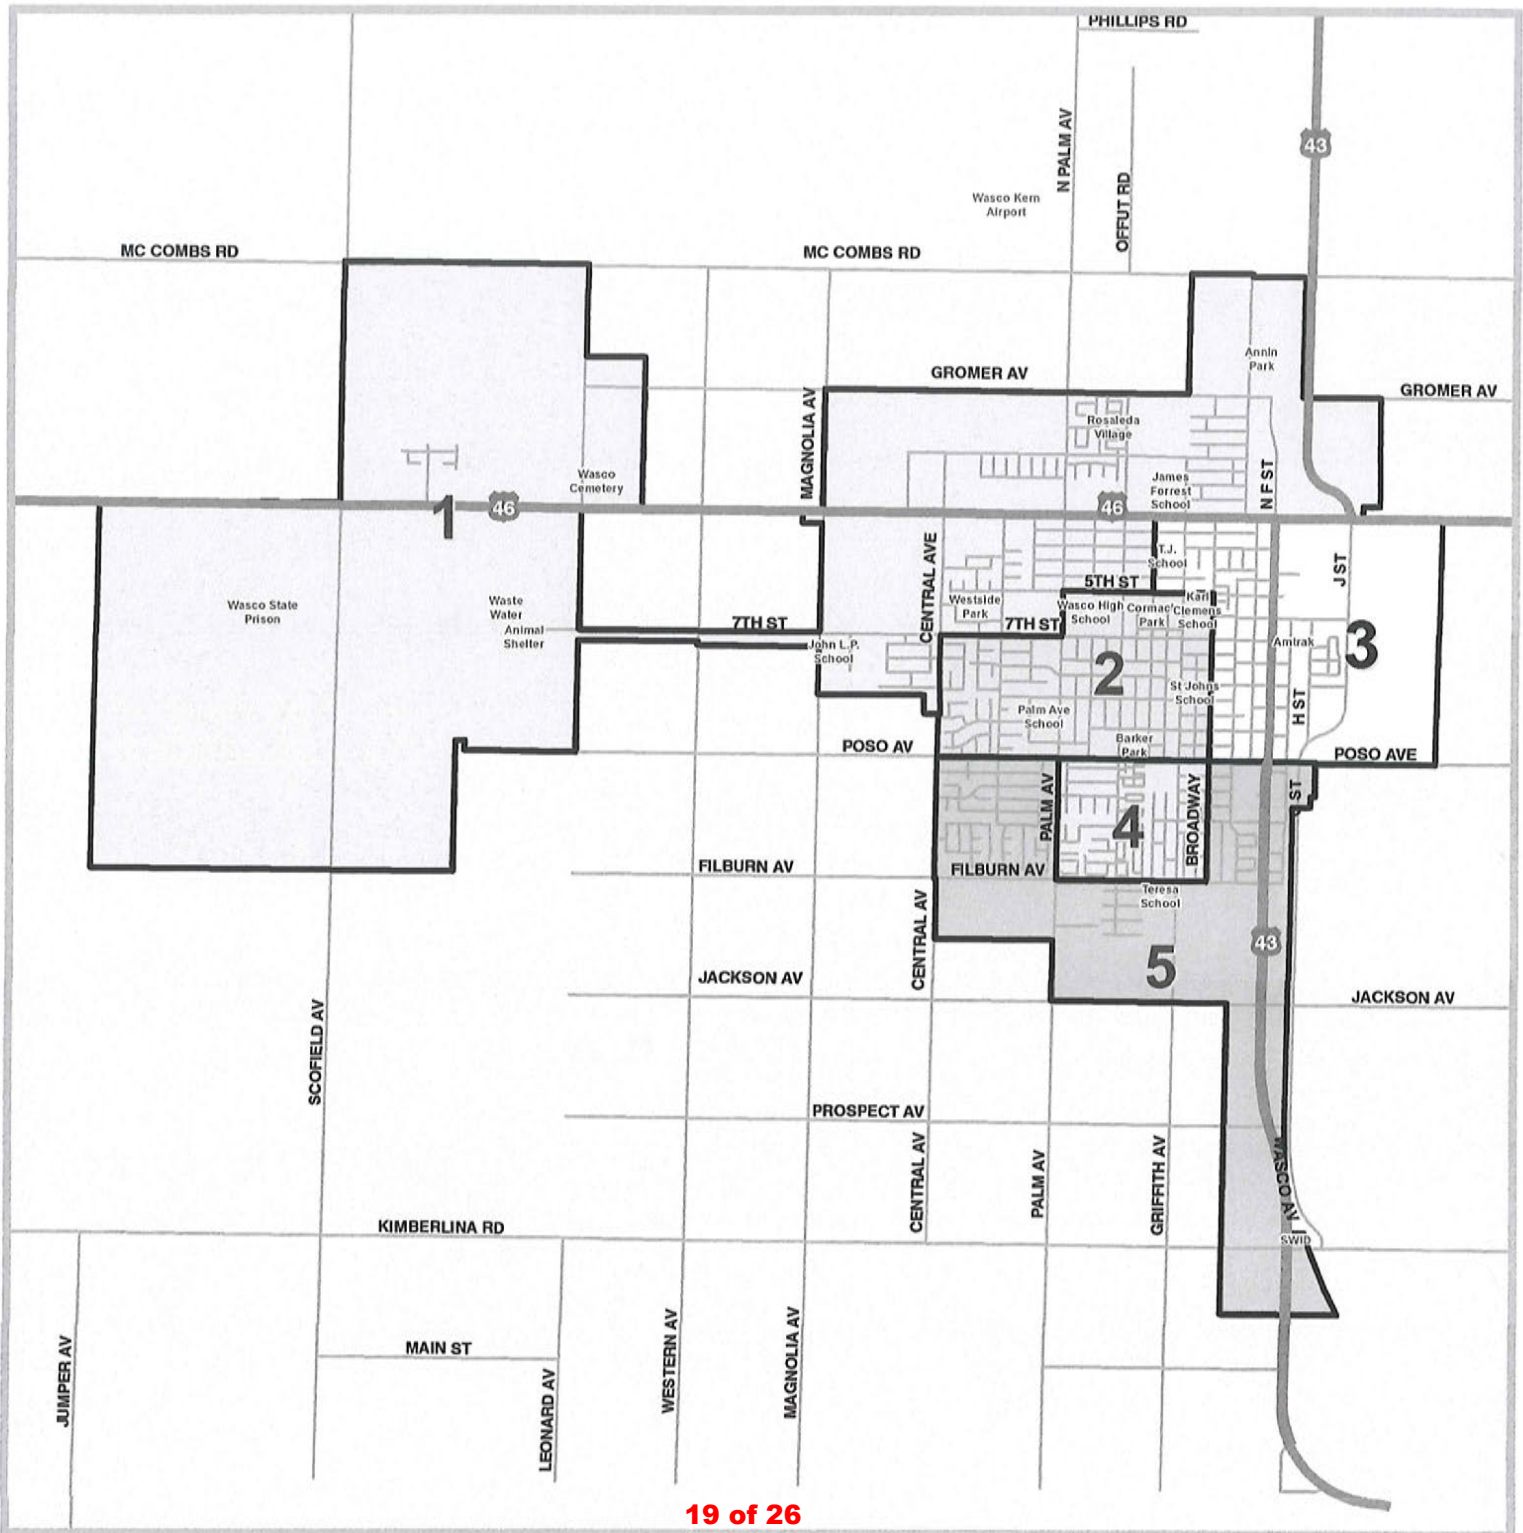 PHILLIPS RD
43
N PALM AV
OFFUT RD
Wasco Kern
Airport
MC COMBS RD
MC COMBS RD
Annin
Park
GROMER AV
GROMER AV
MAGNOLIA AV
Rosaleda
Village
Wasco
Cemetery
James
Forrest
School
N F ST
1
46
46
CENTRAL AVE
T.J.
School
J ST
5TH ST
Wasco State
Prison
Waste
Water
Animal
Shelter
Westside
Park
Wasco High
School
Cormac
Park
Karl
Clemens
School
7TH ST
7TH ST
John L.P.
School
Amtrak
3
2
St Johns
School
H ST
Palm Ave
School
Barker
Park
POSO AV
POSO AVE
PALM AV
BROADWAY
ST
4
FILBURN AV
FILBURN AV
Teresa
School
CENTRAL AV
43
5
JACKSON AV
JACKSON AV
SCOFIELD AV
PROSPECT AV
CENTRAL AV
PALM AV
GRIFFITH AV
WASCO AV
KIMBERLINA RD
SWID
JUMPER AV
MAIN ST
LEONARD AV
WESTERN AV
MAGNOLIA AV
19 of 26